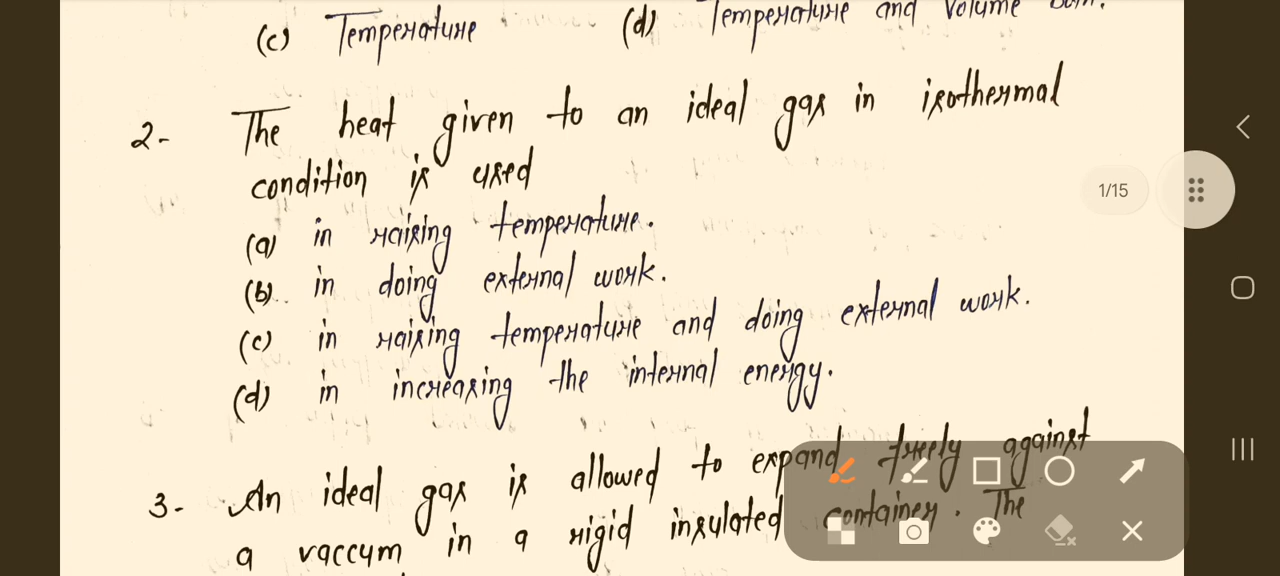 (c) Temperature (d) Temperature and Volume both.
2- The heat given to an ideal gas in isothermal
condition is used
(a) in raising temperature.
(b) in doing external work.
(c) in raising temperature and doing external work.
(d) in increasing the internal energy.
1/15
3- An ideal gas is allowed to expand freely against
a vaccum in a rigid insulated container. The